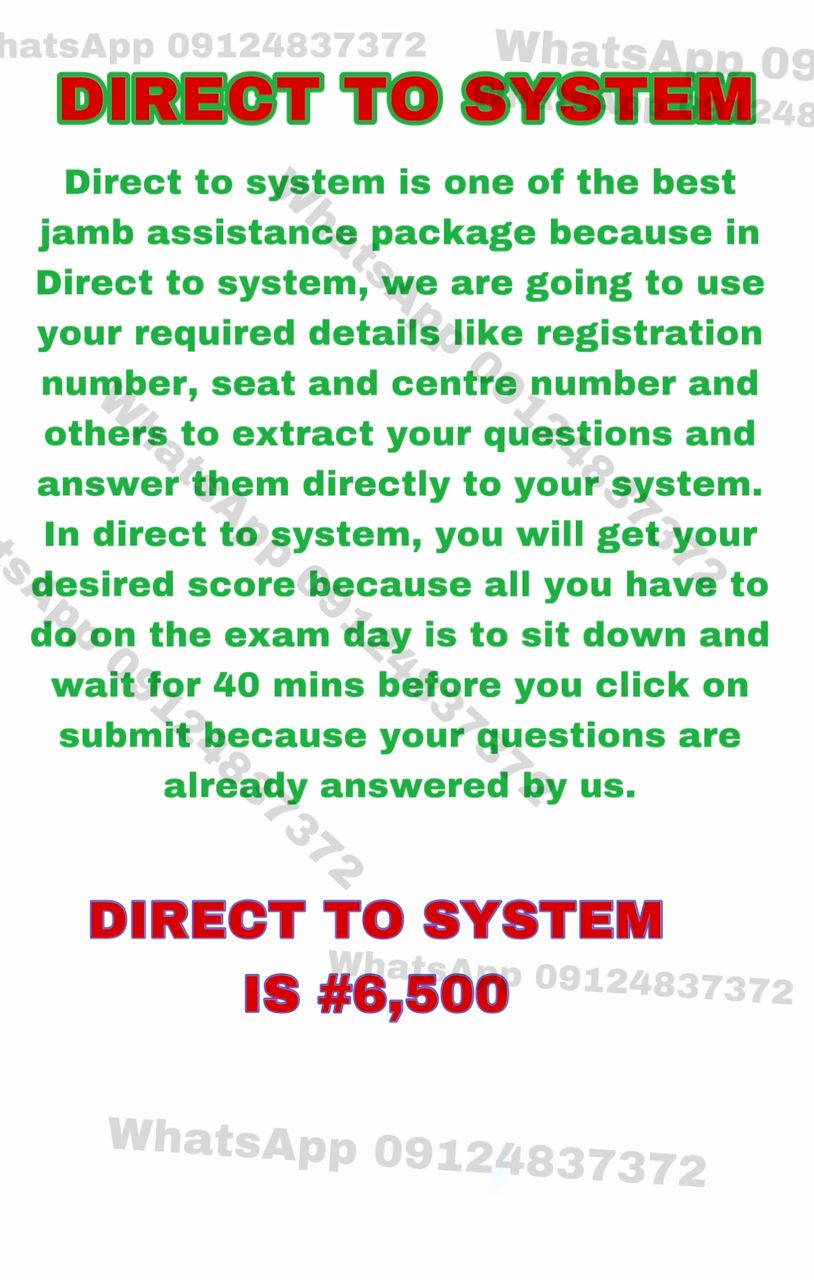 hatsApp 09124837372
WhatsApp 09
DIRECT TO SYSTEM
Direct to system is one of the best
jamb assistance package because in
Direct to system, we are going to use
your required details like registration
number, seat and centre number and
others to extract your questions and
answer them directly to your system.
In direct to system, you will get your
desired score because all you have to
do on the exam day is to sit down and
wait for 40 mins before you click on
submit because your questions are
already answered by us.
WhatsApp 09124837372
WhatsApp 09124837372
tsApp 09124837372
DIRECT TO SYSTEM
IS #6,500
WhatsApp 09124837372
WhatsApp 09124837372